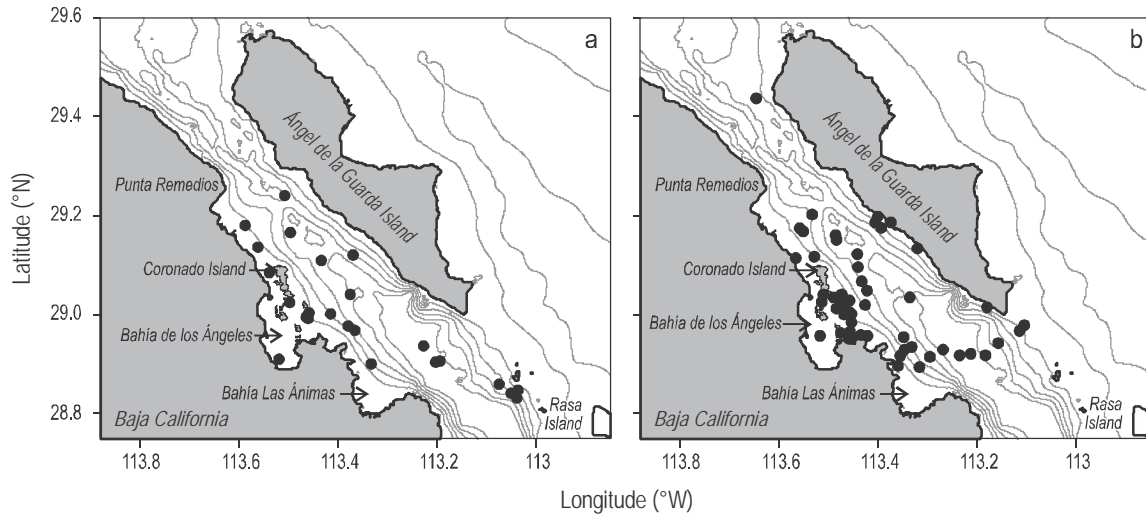 29.6
29.4
29.2
29.0
28.8
Latitude (°N)
a
Ángel de la Guarda Island
Punta Remedios
Coronado Island
Bahía de los Ángeles
Bahía Las Ánimas
Baja California
Rasa
Island
113.8
113.6
113.4
113.2
113
b
Ángel de la Guarda Island
Punta Remedios
Coronado Island
Bahía de los Ángeles
Bahía Las Ánimas
Baja California
Rasa
Island
113.8
113.6
113.4
113.2
113
Longitude (°W)